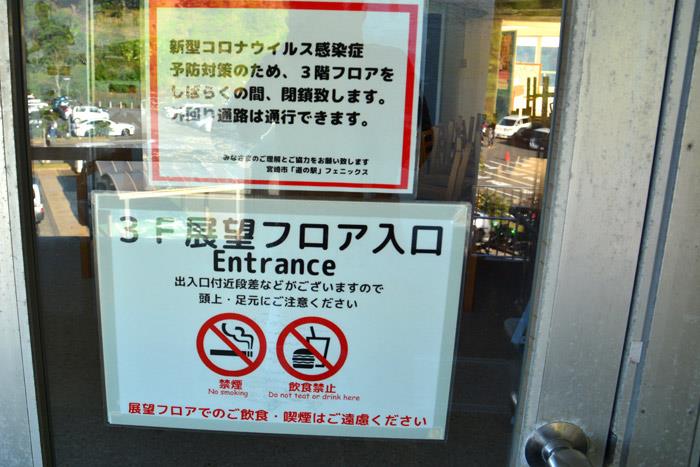 新型コロナウイルス感染症
予防対策のため、3階フロアを
しばらくの間、閉鎖致します。
外回り通路は通行できます。
みなさまのご理解とご協力をお願い致します
宮崎市「道の駅」フェニックス
3F展望フロア入口
Entrance
出入口付近段差などがございますので
頭上・足元にご注意ください
禁煙
No smoking
飲食禁止
Do not teat or drink here
展望フロアでのご飲食・喫煙はご遠慮ください